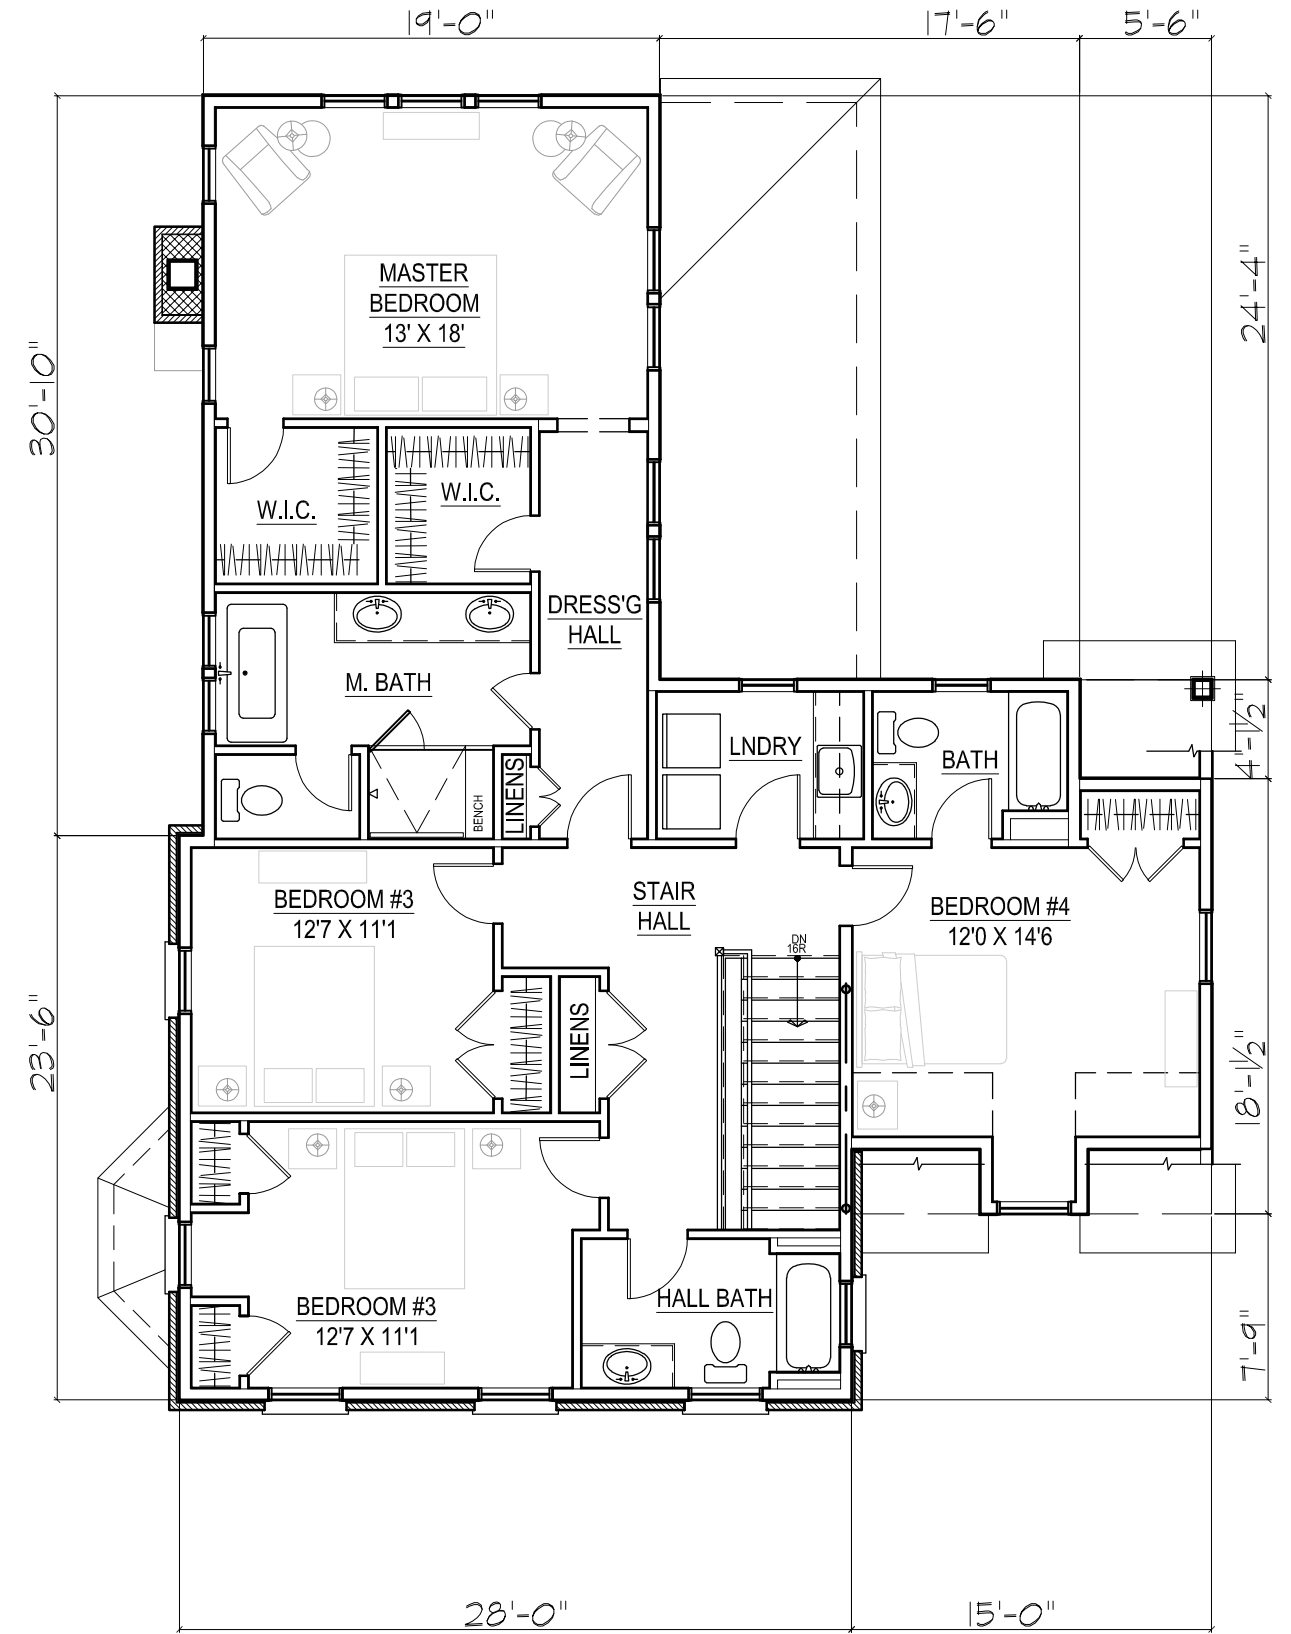 19'-0"
17'-6"
5'-6"
MASTER
BEDROOM
13' X 18'
24'-4"
30'-10"
W.I.C.
W.I.C.
DRESS'G
HALL
M. BATH
LNDRY
BATH
4'-½"
LINENS
BENCH
BEDROOM #3
12'7 X 11'1
STAIR
HALL
BEDROOM #4
12'0 X 14'6
DN
16R
LINENS
23'-6"
18'-1½"
BEDROOM #3
12'7 X 11'1
HALL BATH
7'-9"
28'-0"
15'-0"